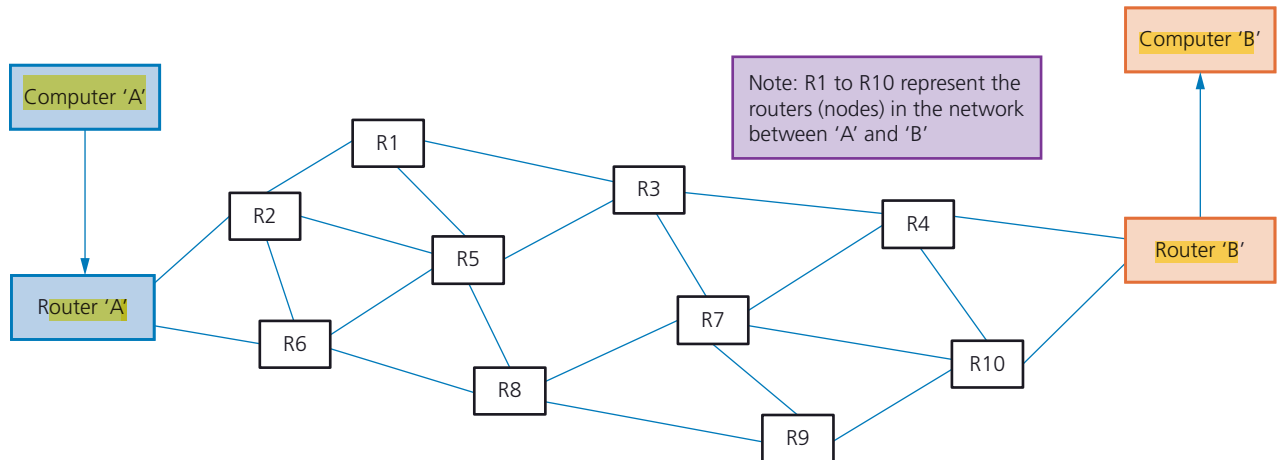 Computer ‘B’
Computer ‘A’
Note: R1 to R10 represent the
routers (nodes) in the network
between ‘A’ and ‘B’
R1
R3
R2
R4
R5
Router ‘B’
Router ‘A’
R7
R6
R10
R8
R9